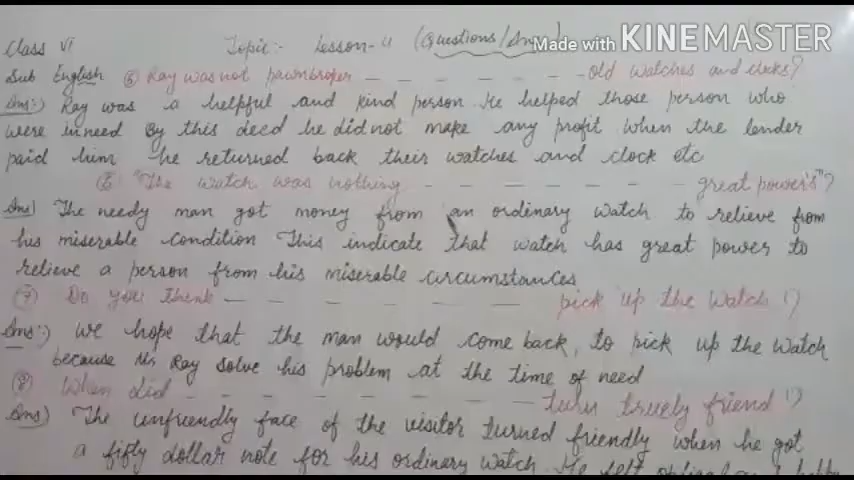 Class VI Topic:- Lesson-4 (Questions/Ans)
Made with KINEMASTER
Sub English (5) Ray was not pawnbroker — — — — — — old watches and clocks?
Ans:) Ray was a helpful and kind person He helped those person who
were in need By this deed he did not make any profit when the lender
paid him he returned back their watches and clock etc
"The watch was nothing — — — — — — great power's"?
Ans) The needy man got money from an ordinary watch to relieve from
his miserable condition This indicate that watch has great power to
relieve a person from his miserable circumstances
(7) Do you think — — — — — — pick up the watch !)
Ans:) We hope that the man would come back, to pick up the watch
because Mr Ray solve his problem at the time of need
(8) When did — — — — — — — turn truely friend !)
Ans) The unfriendly face of the visitor turned friendly when he got
a fifty dollar note for his ordinary watch. He felt